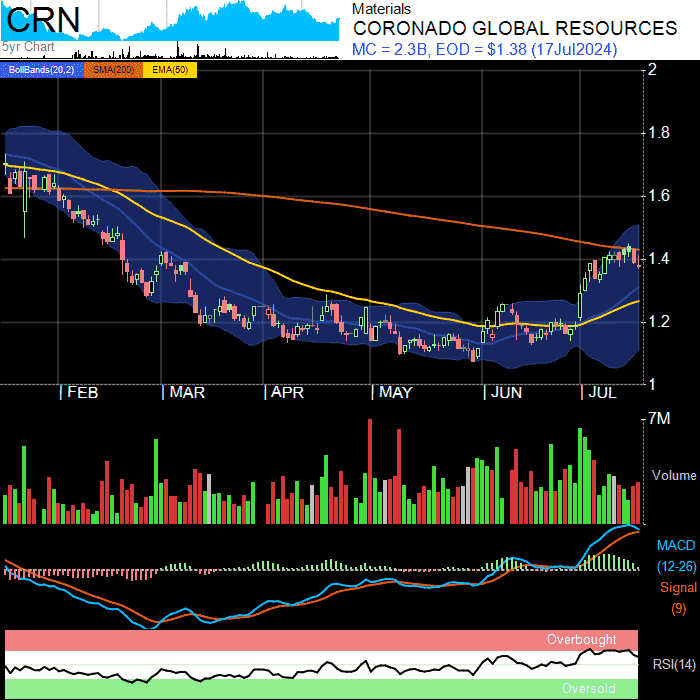 CRN
5yr Chart
Materials
CORONADO GLOBAL RESOURCES
MC = 2.3B, EOD = $1.38 (17Jul2024)
BollBands(20,2) SMA(200) EMA(50)
2
1.8
1.6
1.4
1.2
1
FEB MAR APR MAY JUN JUL
7M
Volume
MACD
(12-26)
Signal
(9)
Overbought
RSI(14)
Oversold